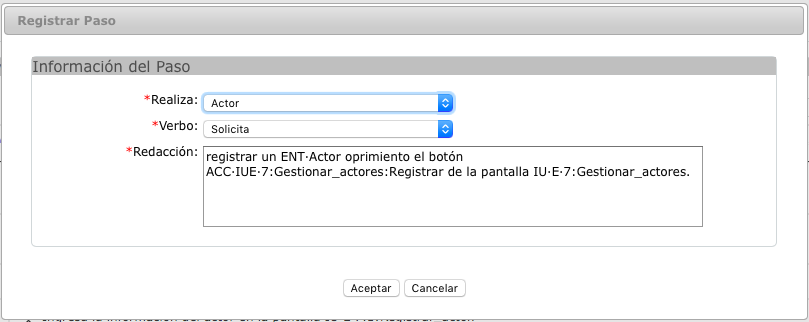 Registrar Paso
Información del Paso
*Realiza: Actor
*Verbo: Solicita
*Redacción: registrar un ENT·Actor oprimiento el botón
ACC·IUE·7:Gestionar_actores:Registrar de la pantalla IU·E·7:Gestionar_actores.
Aceptar Cancelar